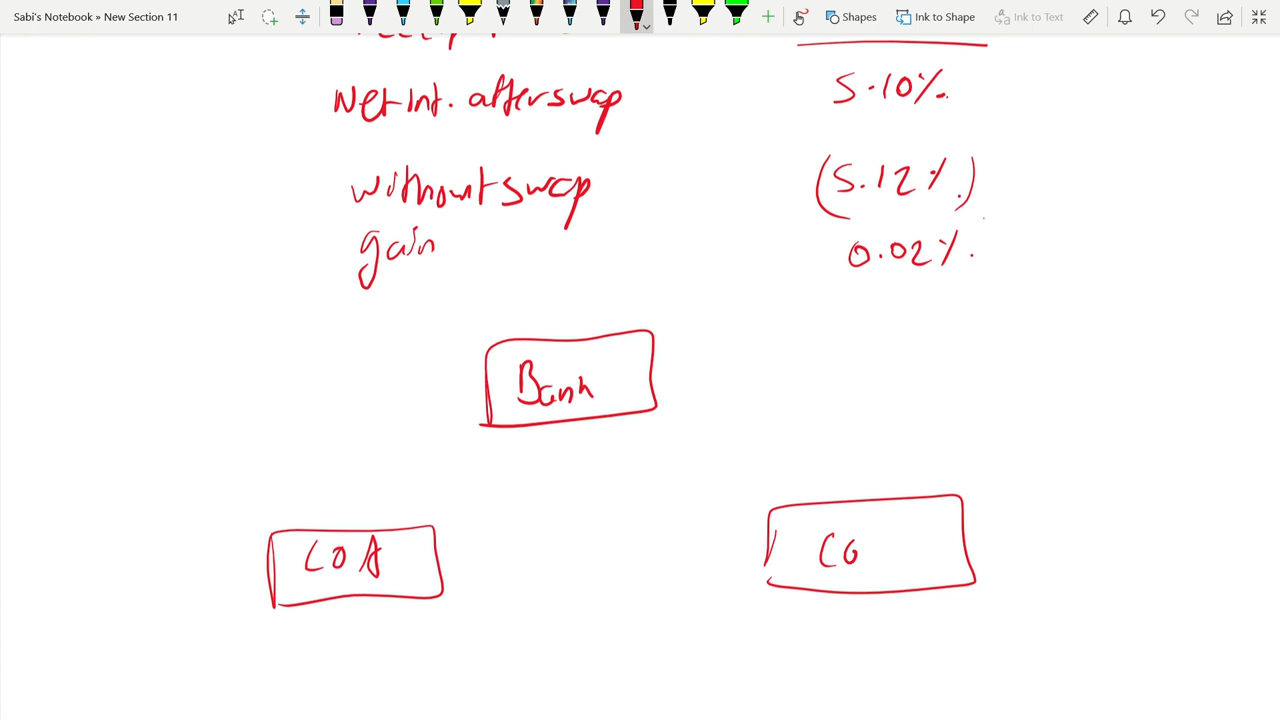 Sabi's Notebook » New Section 11
Shapes
Ink to Shape
Ink to Text
Net Int. after swap 5.10%
without swap (5.12%)
gain 0.02%
Bank
CO A
CO